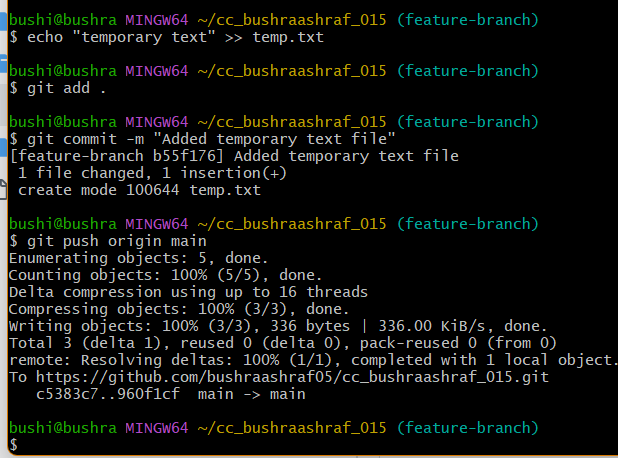 bushi@bushra MINGW64 ~/cc_bushraashraf_015 (feature-branch)
$ echo "temporary text" >> temp.txt
bushi@bushra MINGW64 ~/cc_bushraashraf_015 (feature-branch)
$ git add .
bushi@bushra MINGW64 ~/cc_bushraashraf_015 (feature-branch)
$ git commit -m "Added temporary text file"
[feature-branch b55f176] Added temporary text file
 1 file changed, 1 insertion(+)
 create mode 100644 temp.txt
bushi@bushra MINGW64 ~/cc_bushraashraf_015 (feature-branch)
$ git push origin main
Enumerating objects: 5, done.
Counting objects: 100% (5/5), done.
Delta compression using up to 16 threads
Compressing objects: 100% (3/3), done.
Writing objects: 100% (3/3), 336 bytes | 336.00 KiB/s, done.
Total 3 (delta 1), reused 0 (delta 0), pack-reused 0 (from 0)
remote: Resolving deltas: 100% (1/1), completed with 1 local object.
To https://github.com/bushraashraf05/cc_bushraashraf_015.git
   c5383c7..960f1cf  main -> main
bushi@bushra MINGW64 ~/cc_bushraashraf_015 (feature-branch)
$